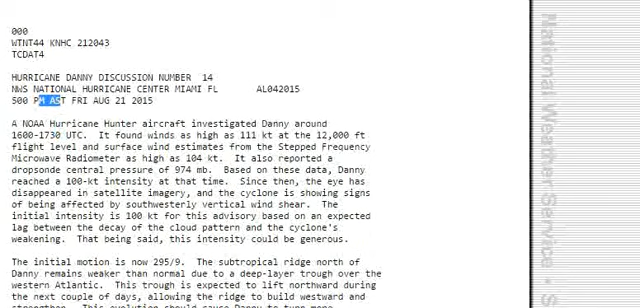 000
WTNT44 KNHC 212043
TCDAT4
HURRICANE DANNY DISCUSSION NUMBER 14
NWS NATIONAL HURRICANE CENTER MIAMI FL AL042015
500 PM AST FRI AUG 21 2015
A NOAA Hurricane Hunter aircraft investigated Danny around
1600-1730 UTC. It found winds as high as 111 kt at the 12,000 ft
flight level and surface wind estimates from the Stepped Frequency
Microwave Radiometer as high as 104 kt. It also reported a
dropsonde central pressure of 974 mb. Based on these data, Danny
reached a 100-kt intensity at that time. Since then, the eye has
disappeared in satellite imagery, and the cyclone is showing signs
of being affected by southwesterly vertical wind shear. The
initial intensity is 100 kt for this advisory based on an expected
lag between the decay of the cloud pattern and the cyclone's
weakening. That being said, this intensity could be generous.
The initial motion is now 295/9. The subtropical ridge north of
Danny remains weaker than normal due to a deep-layer trough over the
western Atlantic. This trough is expected to lift northward during
the next couple of days, allowing the ridge to build westward and
strengthen. This evolution should cause Danny to turn more
National Weather Service • S